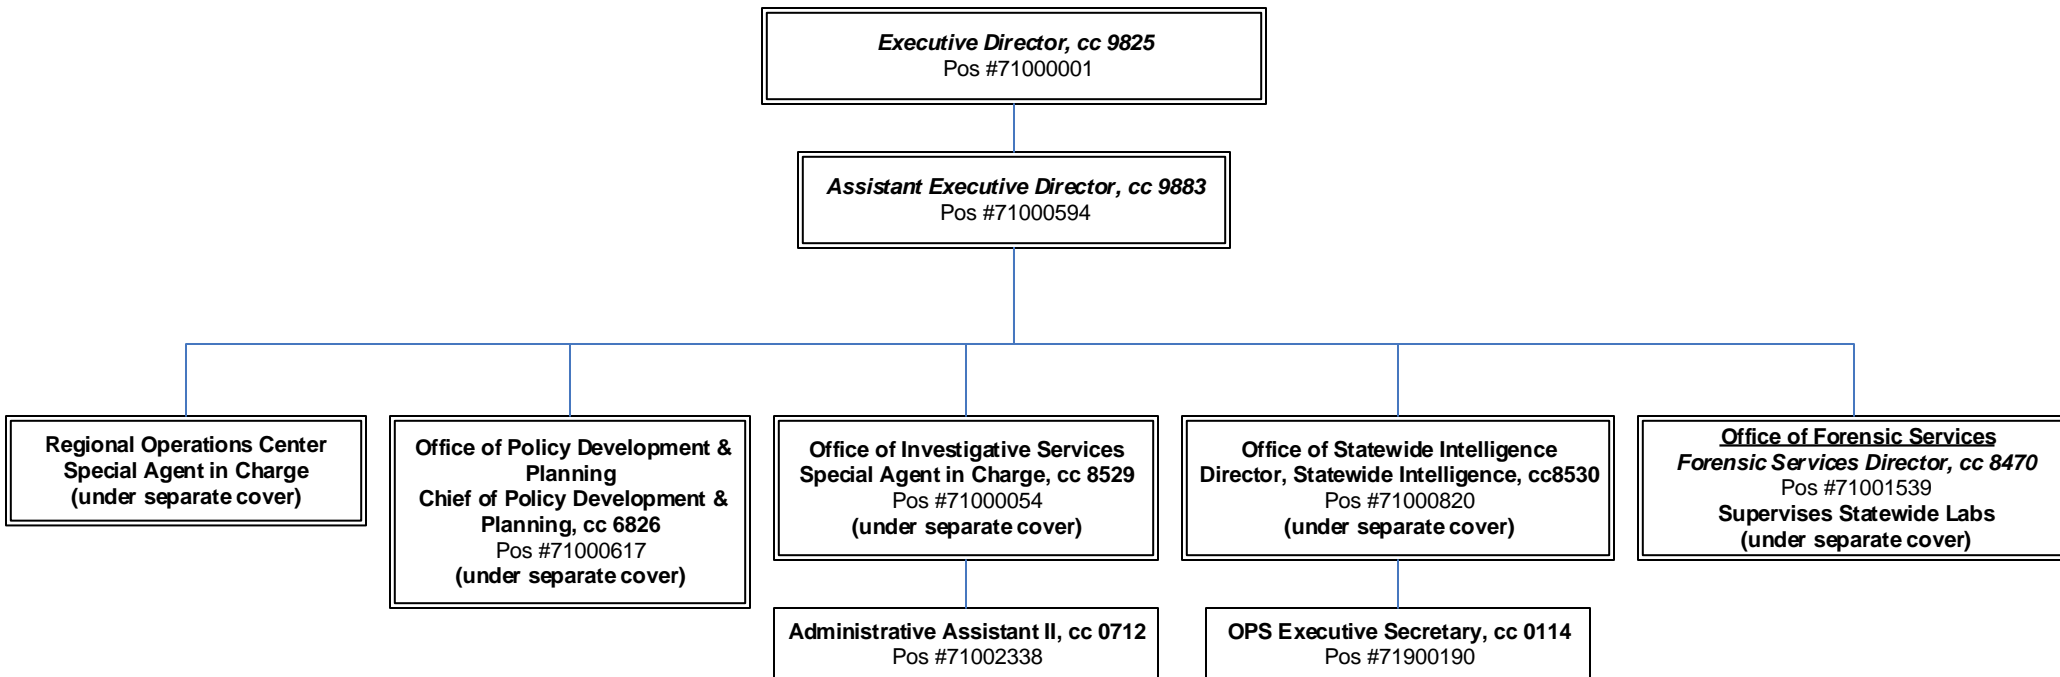 Executive Director, cc 9825
Pos #71000001
Assistant Executive Director, cc 9883
Pos #71000594
Regional Operations Center
Special Agent in Charge
(under separate cover)
Office of Policy Development &
Planning
Chief of Policy Development &
Planning, cc 6826
Pos #71000617
(under separate cover)
Office of Investigative Services
Special Agent in Charge, cc 8529
Pos #71000054
(under separate cover)
Office of Statewide Intelligence
Director, Statewide Intelligence, cc8530
Pos #71000820
(under separate cover)
Office of Forensic Services
Forensic Services Director, cc 8470
Pos #71001539
Supervises Statewide Labs
(under separate cover)
Administrative Assistant II, cc 0712
Pos #71002338
OPS Executive Secretary, cc 0114
Pos #71900190